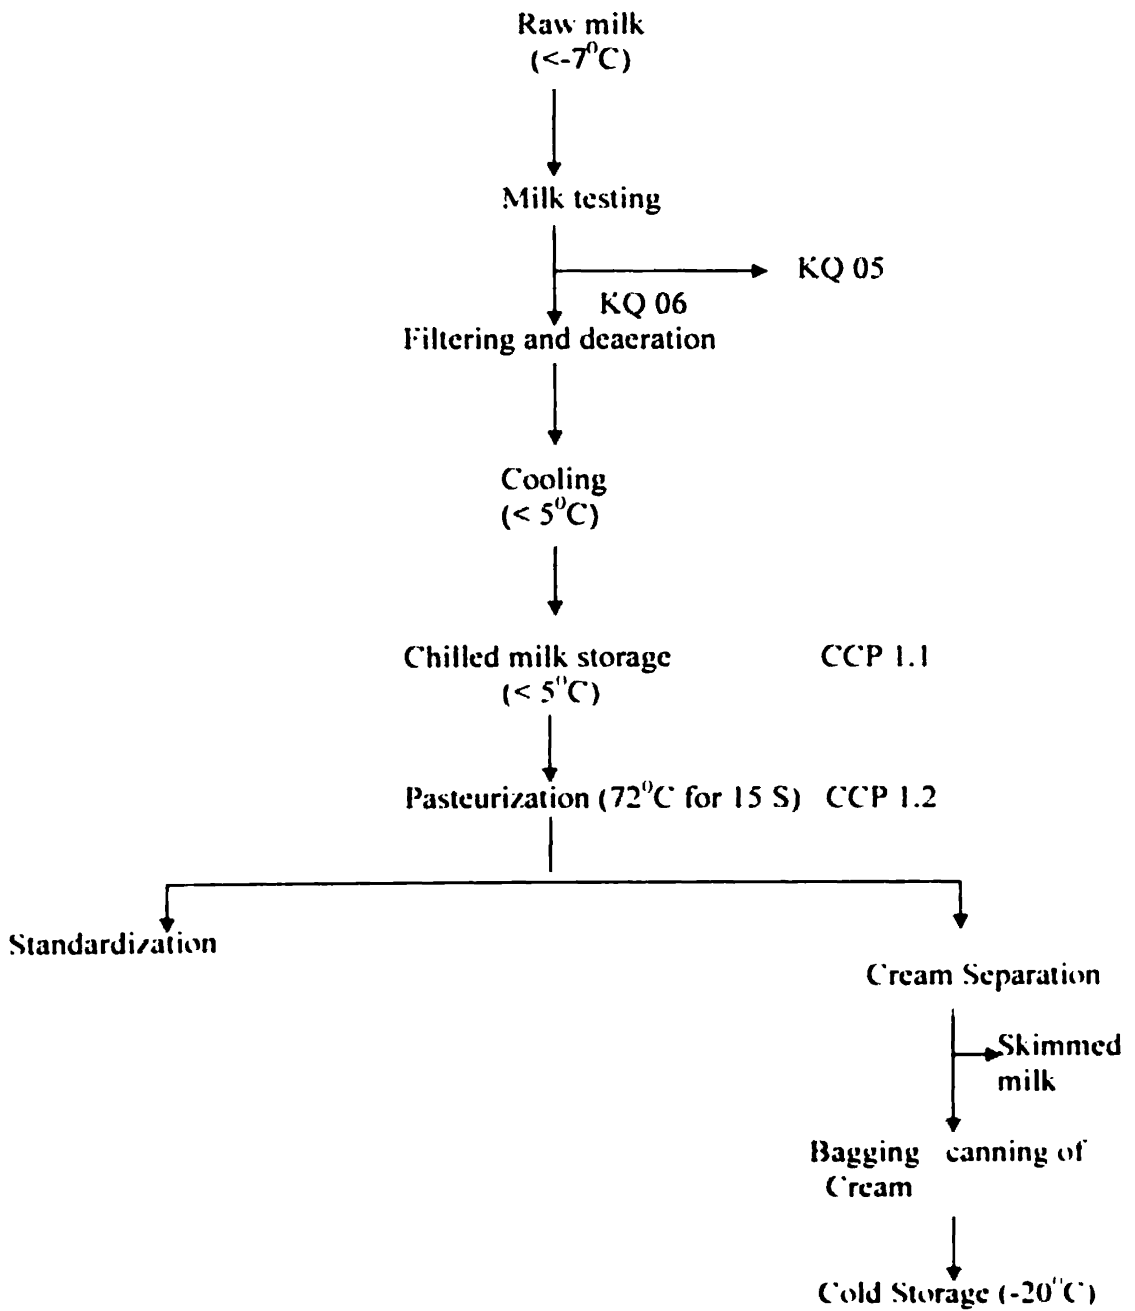 Raw milk
(<-7⁰C)
Milk testing
KQ 05
KQ 06
Filtering and deaeration
Cooling
(< 5⁰C)
Chilled milk storage CCP 1.1
(< 5⁰C)
Pasteurization (72⁰C for 15 S) CCP 1.2
Standardization
Cream Separation
Skimmed
milk
Bagging canning of
Cream
Cold Storage (-20⁰C)